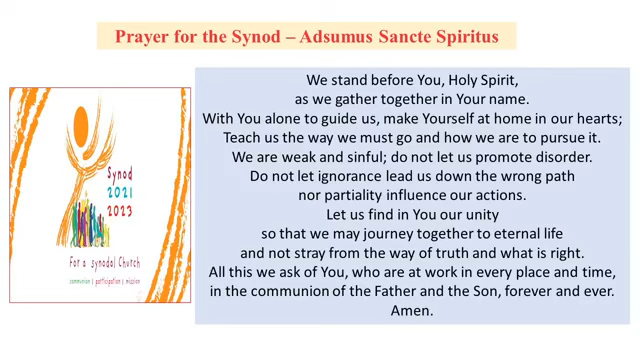 Prayer for the Synod – Adsumus Sancte Spiritus
Synod
2021
2023
For a synodal Church
communion | participation | mission
We stand before You, Holy Spirit,
as we gather together in Your name.
With You alone to guide us, make Yourself at home in our hearts;
Teach us the way we must go and how we are to pursue it.
We are weak and sinful; do not let us promote disorder.
Do not let ignorance lead us down the wrong path
nor partiality influence our actions.
Let us find in You our unity
so that we may journey together to eternal life
and not stray from the way of truth and what is right.
All this we ask of You, who are at work in every place and time,
in the communion of the Father and the Son, forever and ever.
Amen.